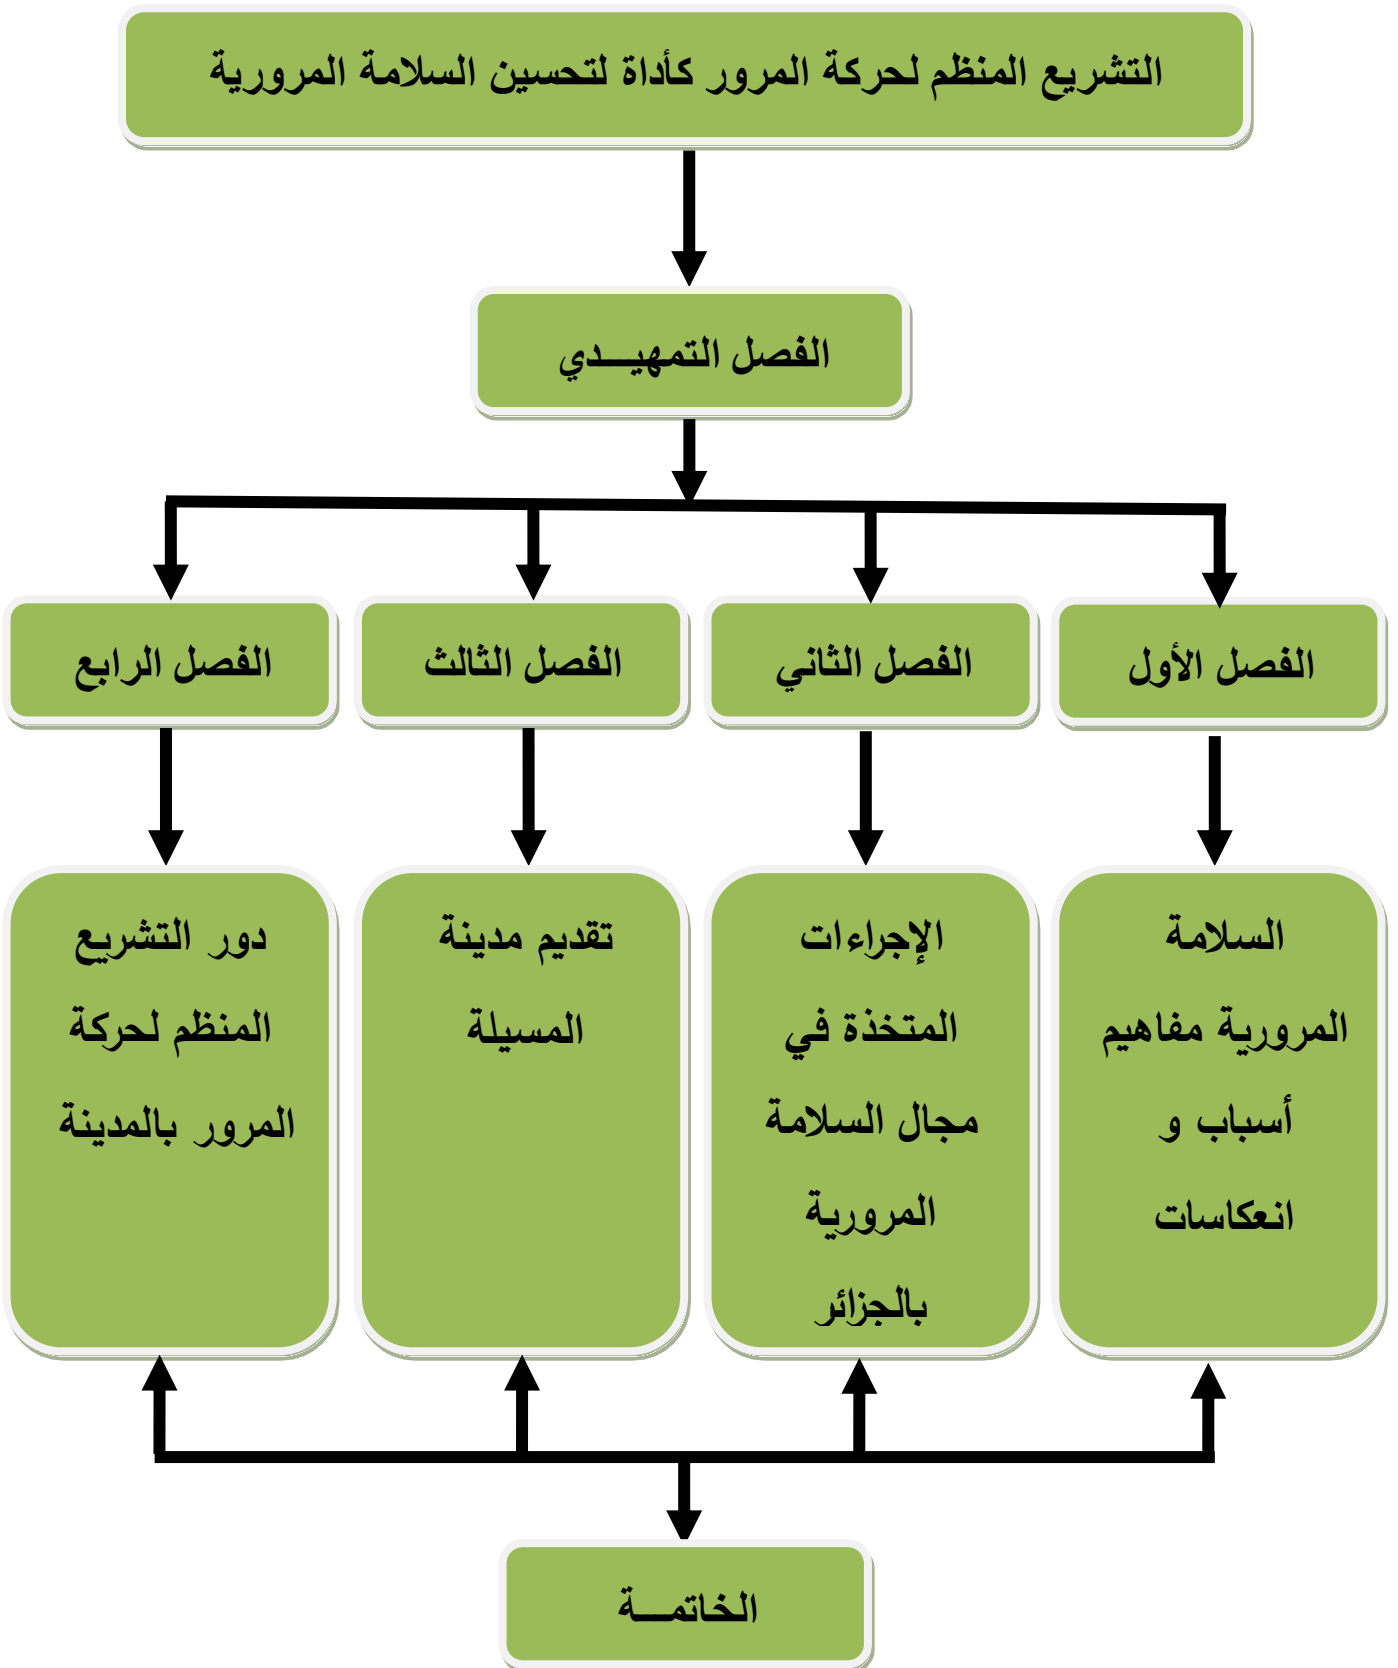 التشريع المنظم لحركة المرور كأداة لتحسين السلامة المرورية
الفصل التمهيـــدي
الفصل الأول
الفصل الثاني
الفصل الثالث
الفصل الرابع
السلامة
المرورية مفاهيم
أسباب و
انعكاسات
الإجراءات
المتخذة في
مجال السلامة
المرورية
بالجزائر
تقديم مدينة
المسيلة
دور التشريع
المنظم لحركة
المرور بالمدينة
الخاتمـــة